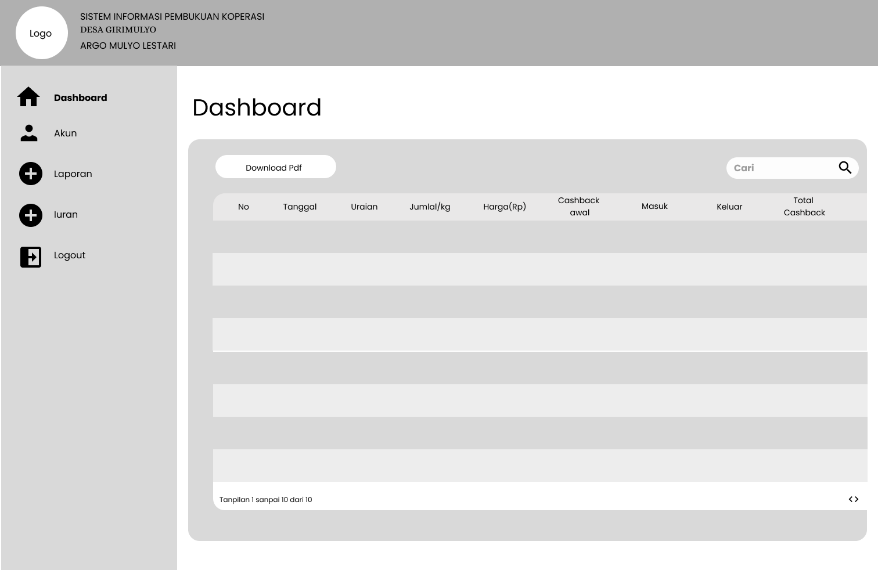 Logo
SISTEM INFORMASI PEMBUKUAN KOPERASI
DESA GIRIMULYO
ARGO MULYO LESTARI
Dashboard
Akun
Laporan
Iuran
Logout
Dashboard
Download Pdf
Cari
No Tanggal Uraian Jumlal/kg Harga(Rp) Cashback awal Masuk Keluar Total Cashback
Tanpilan 1 sanpai 10 dari 10